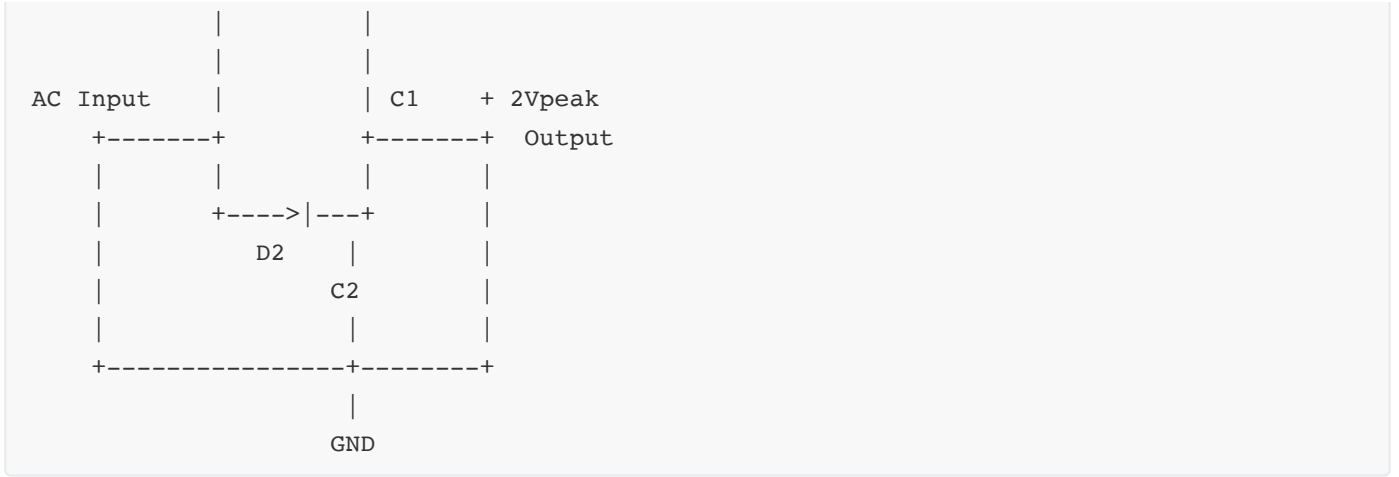 |         |
              |         |
AC Input      |         | C1    + 2Vpeak
    +-------+         +-------+  Output
    |       |         |       |
    |       +---->|---+       |
    |          D2    |        |
    |               C2        |
    |                |        |
    +----------------+--------+
                     |
                    GND